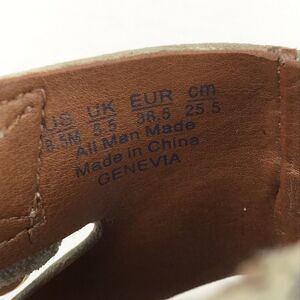 US UK EUR cm
8.5M 5.5 38.5 25.5
All Man Made
Made in China
GENEVIA